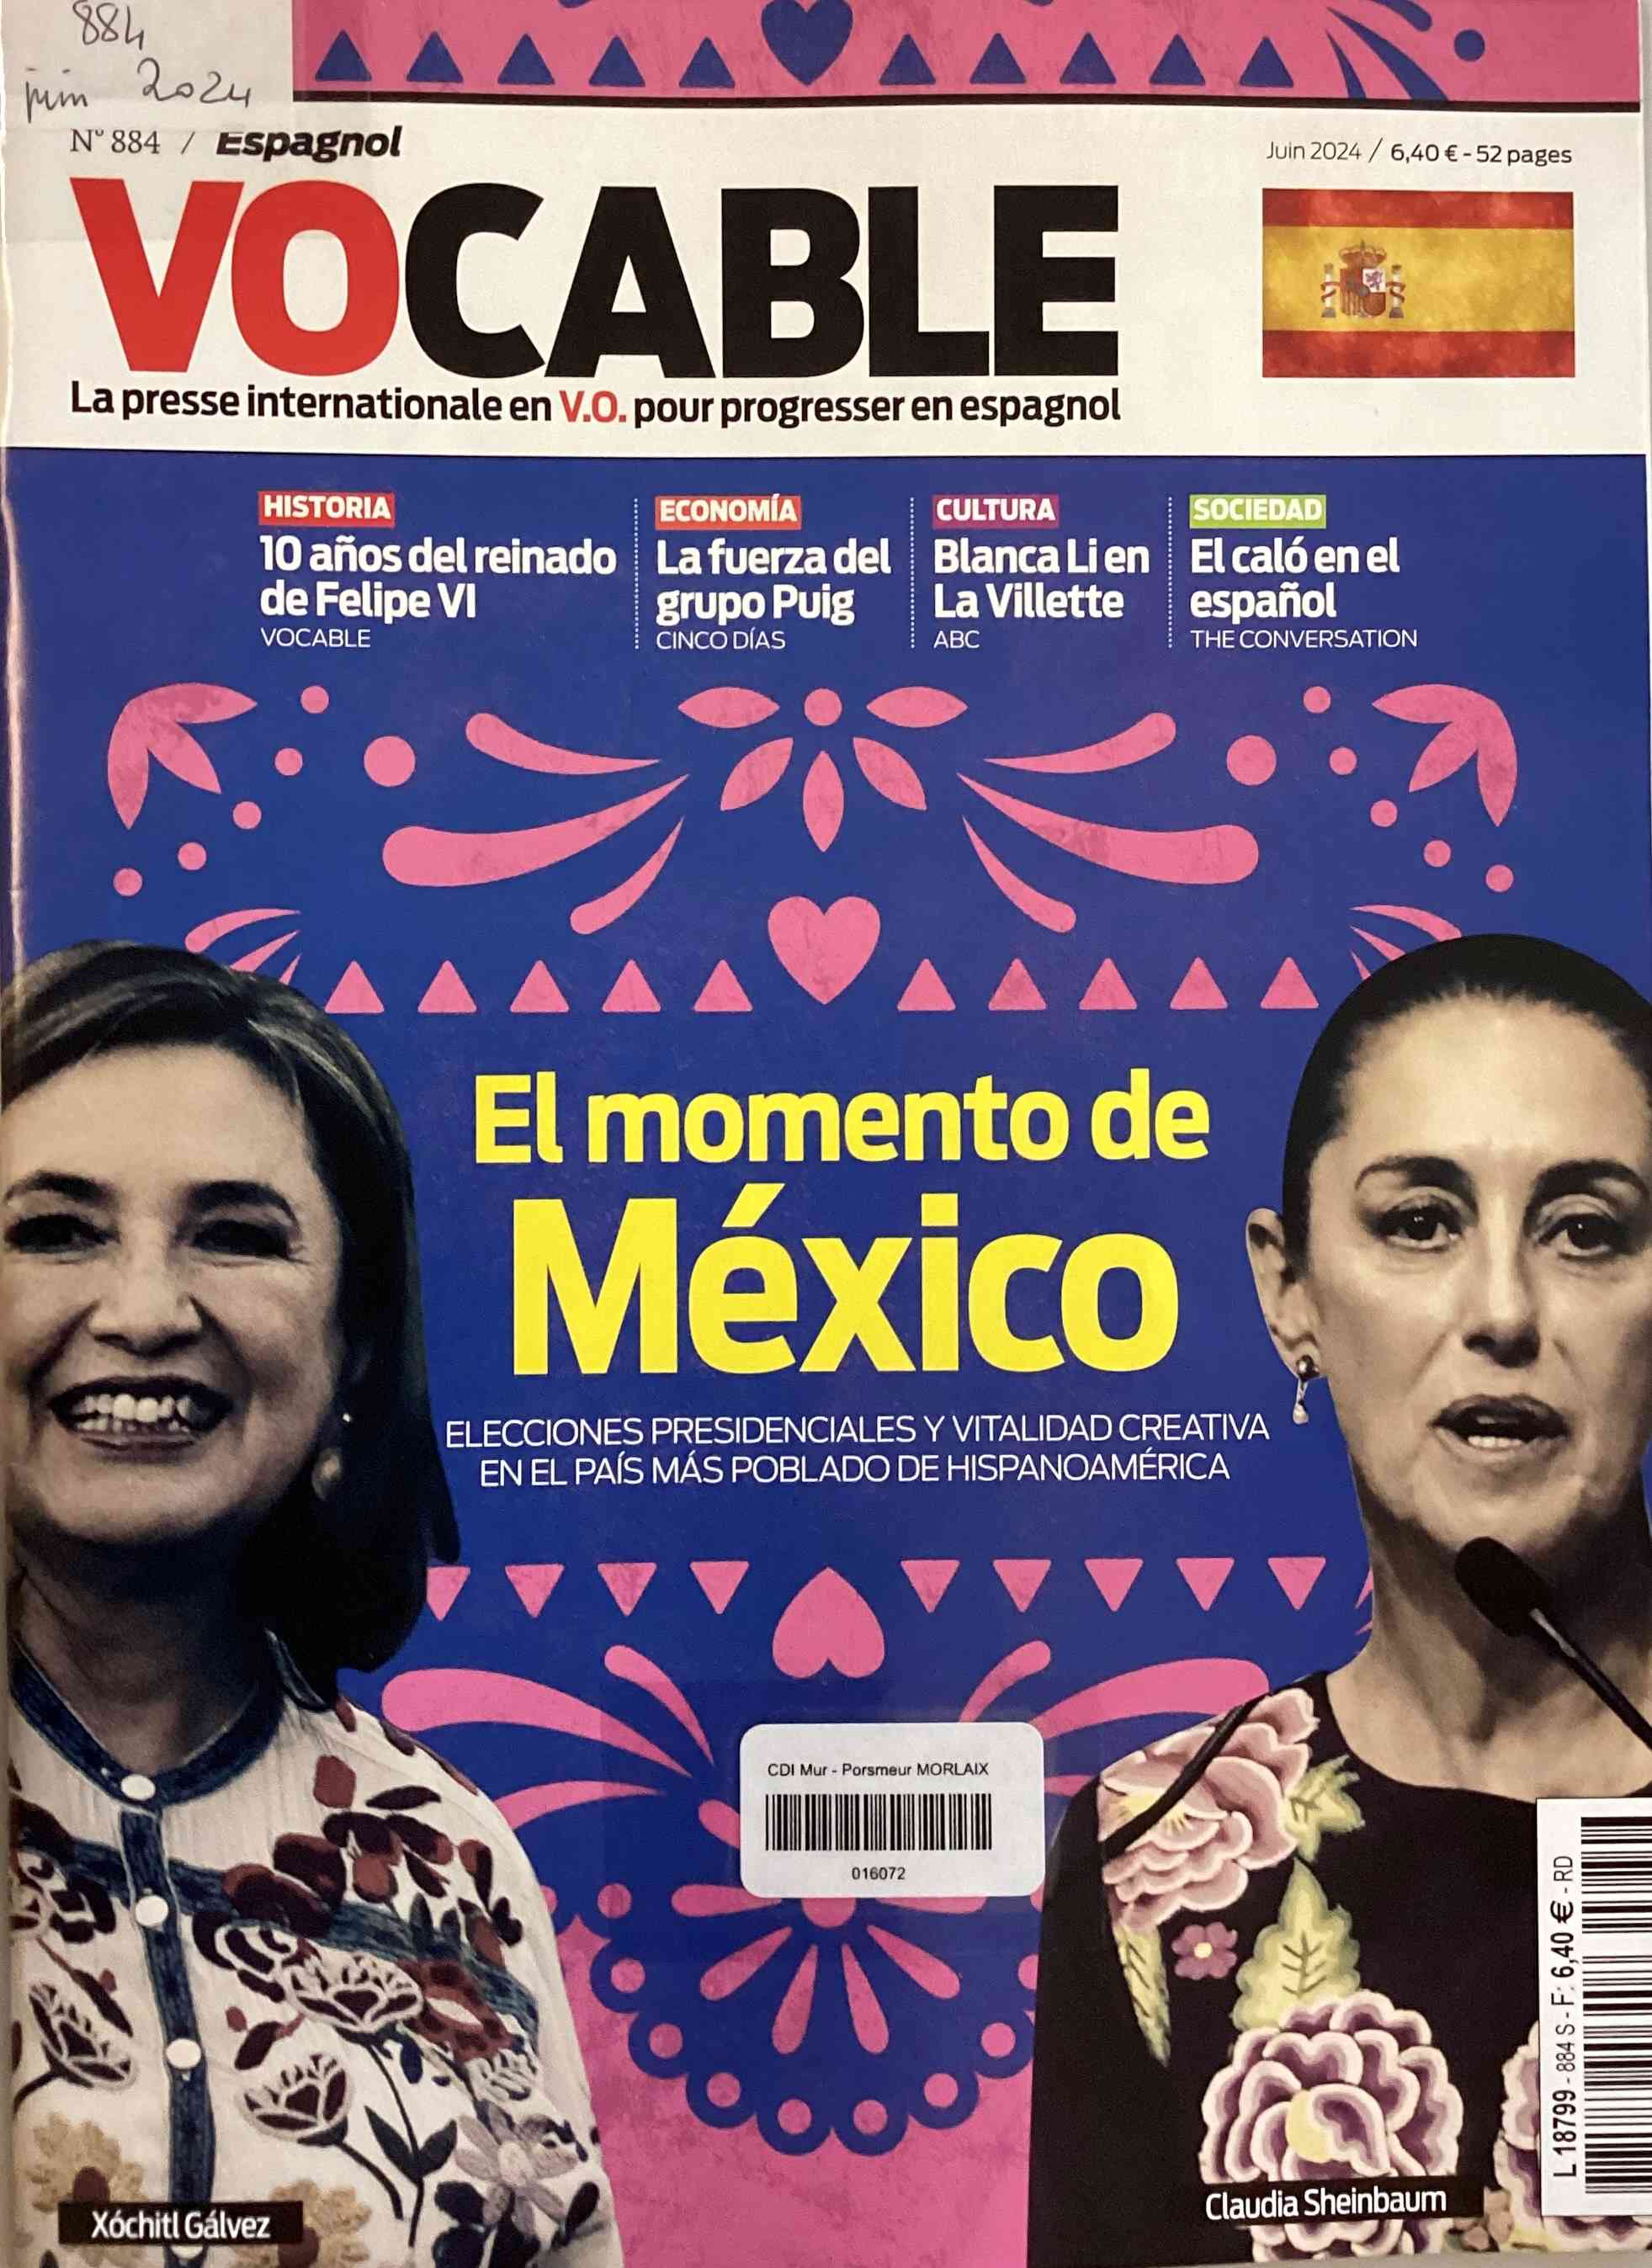 884
juin 2024
N° 884 / Espagnol
Juin 2024 / 6,40 € - 52 pages
VOCABLE
La presse internationale en V.O. pour progresser en espagnol
HISTORIA
10 años del reinado
de Felipe VI
VOCABLE
ECONOMÍA
La fuerza del
grupo Puig
CINCO DÍAS
CULTURA
Blanca Li en
La Villette
ABC
SOCIEDAD
El caló en el
español
THE CONVERSATION
El momento de
México
ELECCIONES PRESIDENCIALES Y VITALIDAD CREATIVA
EN EL PAÍS MÁS POBLADO DE HISPANOAMÉRICA
CDI Mur - Porsmeur MORLAIX
016072
L 18799 - 884 S - F: 6,40 € - RD
Xóchitl Gálvez
Claudia Sheinbaum